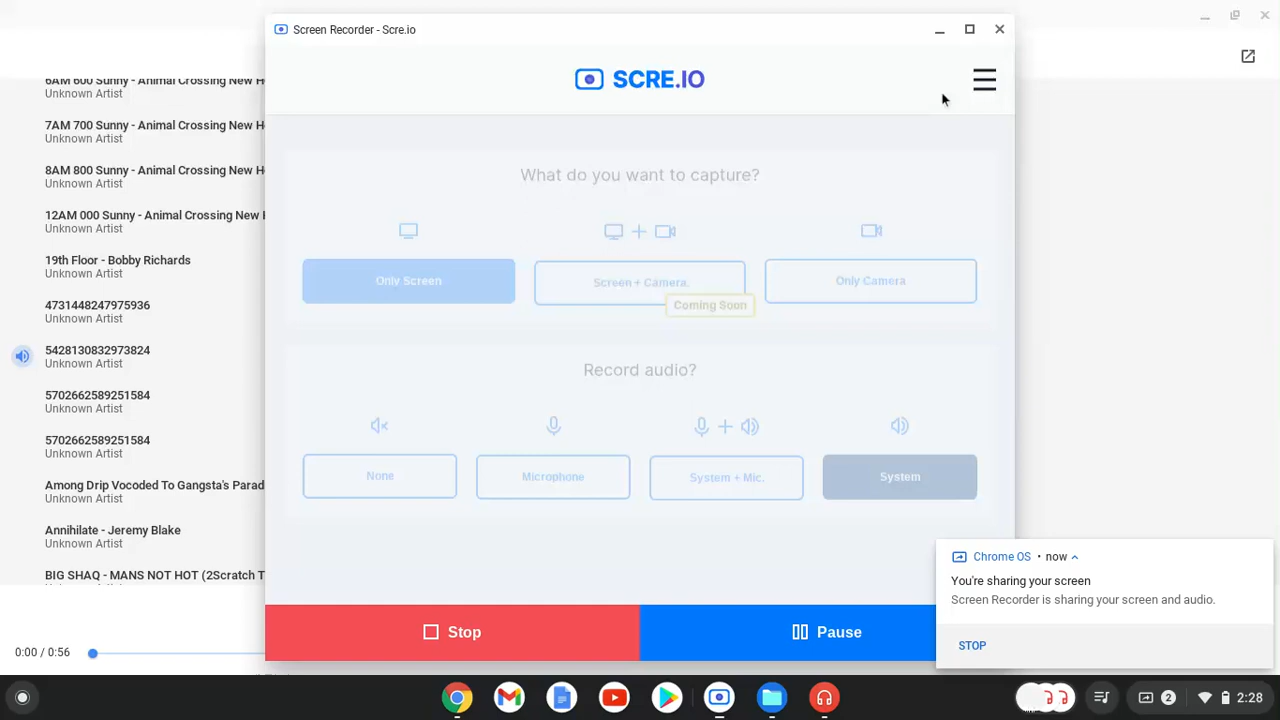 Screen Recorder - Scre.io
SCRE.IO
What do you want to capture?
Only Screen
Screen + Camera.
Coming Soon
Only Camera
Record audio?
None
Microphone
System + Mic.
System
Stop
Pause
6AM 600 Sunny - Animal Crossing New H
Unknown Artist
7AM 700 Sunny - Animal Crossing New H
Unknown Artist
8AM 800 Sunny - Animal Crossing New H
Unknown Artist
12AM 000 Sunny - Animal Crossing New
Unknown Artist
19th Floor - Bobby Richards
Unknown Artist
4731448247975936
Unknown Artist
5428130832973824
Unknown Artist
5702662589251584
Unknown Artist
5702662589251584
Unknown Artist
Among Drip Vocoded To Gangsta's Parad
Unknown Artist
Annihilate - Jeremy Blake
Unknown Artist
BIG SHAQ - MANS NOT HOT (2Scratch T
0:00 / 0:56
Chrome OS • now
You're sharing your screen
Screen Recorder is sharing your screen and audio.
STOP
2
2:28